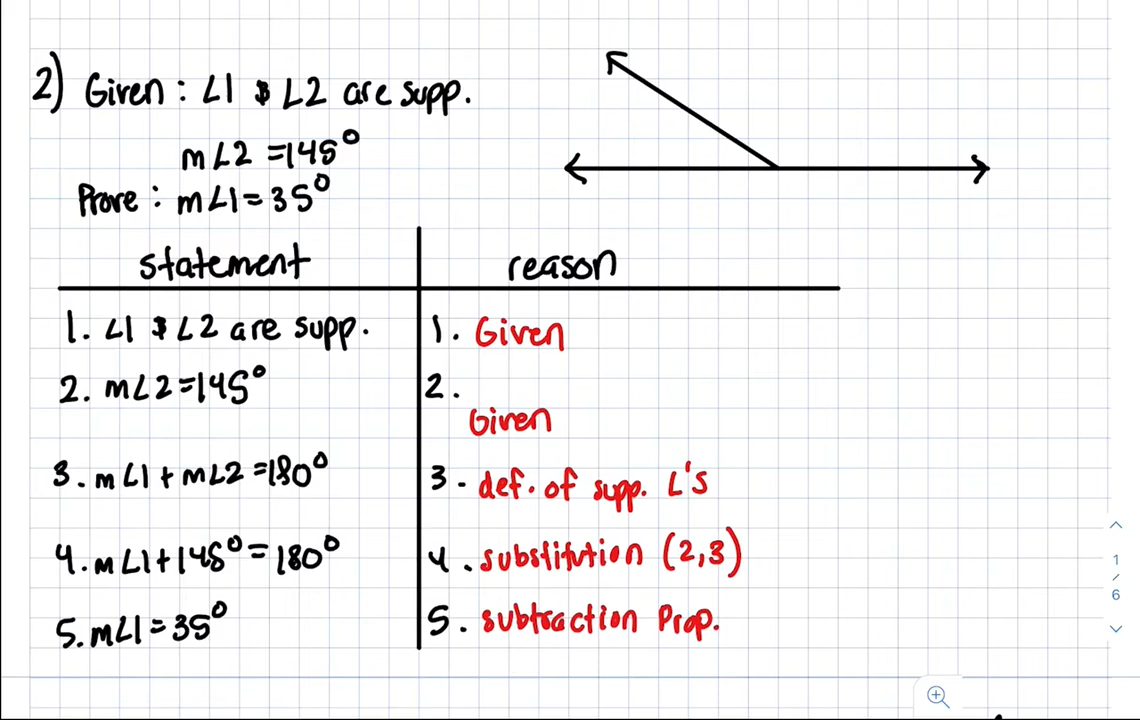 2) Given : ∠1 & ∠2 are supp.
m∠2 = 145°
Prove : m∠1 = 35°
statement
reason
1. ∠1 & ∠2 are supp.
1. Given
2. m∠2 = 145°
2.
Given
3. m∠1 + m∠2 = 180°
3. def. of supp. ∠'s
4. m∠1 + 145° = 180°
4. substitution (2,3)
5. m∠1 = 35°
5. subtraction Prop.
1
/
6